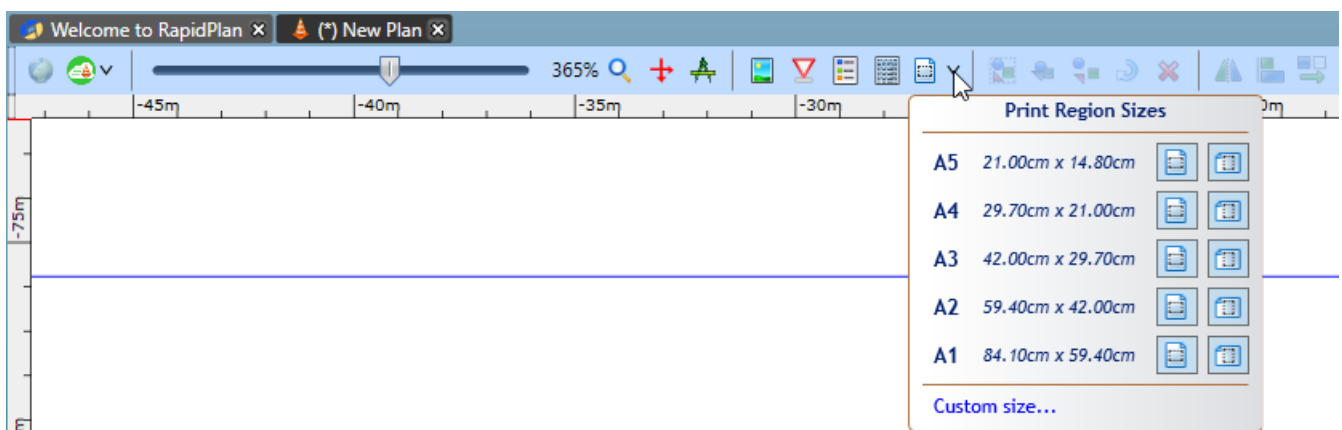 Welcome to RapidPlan
(*) New Plan
365%
-45m
-40m
-35m
-30m
0m
-75m
m
Print Region Sizes
A5 21.00cm x 14.80cm
A4 29.70cm x 21.00cm
A3 42.00cm x 29.70cm
A2 59.40cm x 42.00cm
A1 84.10cm x 59.40cm
Custom size...